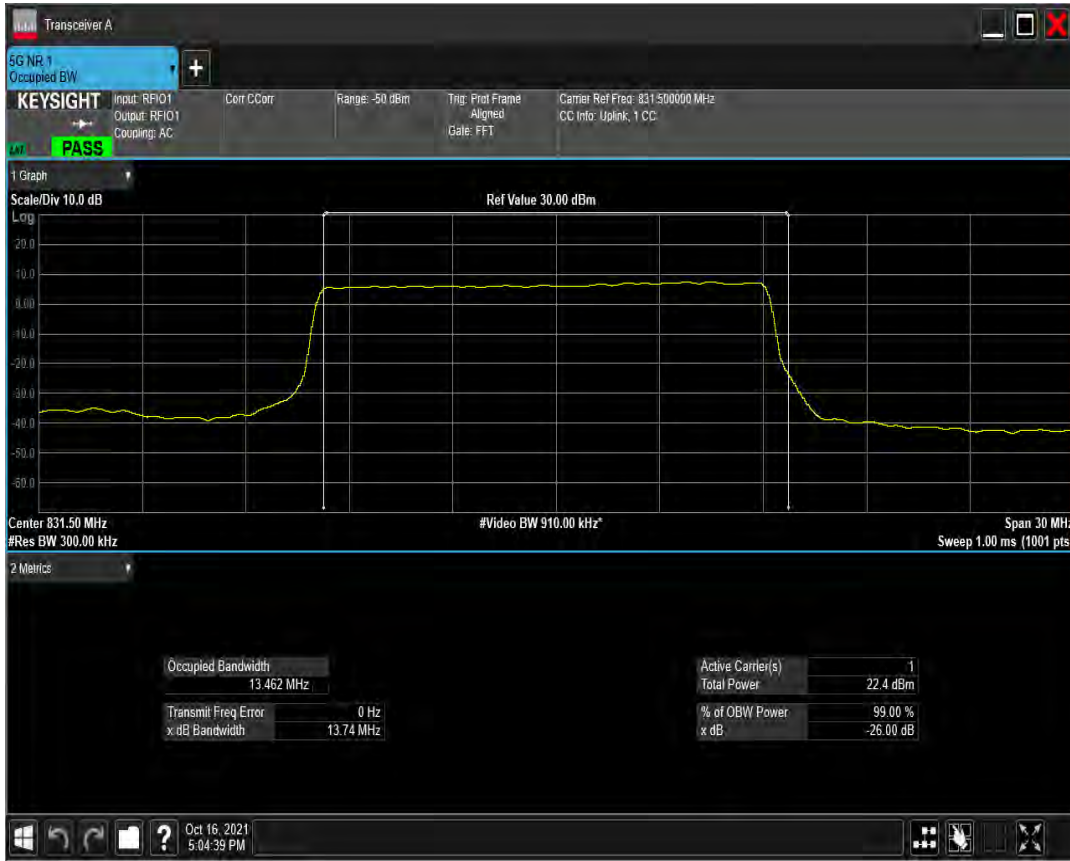 Transceiver A
5G NR 1
Occupied BW
+
KEYSIGHT
Input: RFIO1
Output: RFIO1
Coupling: AC
Corr CCorr
Range: -50 dBm
Trig: Prot Frame
Aligned
Gate: FFT
Carrier Ref Freq: 831.500000 MHz
CC Info: Uplink, 1 CC
PASS
1 Graph
Scale/Div 10.0 dB
Ref Value 30.00 dBm
Log
20.0
10.0
0.00
-10.0
-20.0
-30.0
-40.0
-50.0
-60.0
Center 831.50 MHz
#Video BW 910.00 kHz*
Span 30 MHz
#Res BW 300.00 kHz
Sweep 1.00 ms (1001 pts
2 Metrics
Occupied Bandwidth
13.462 MHz
Transmit Freq Error 0 Hz
x dB Bandwidth 13.74 MHz
Active Carrier(s) 1
Total Power 22.4 dBm
% of OBW Power 99.00 %
x dB -26.00 dB
?
Oct 16, 2021
5:04:39 PM